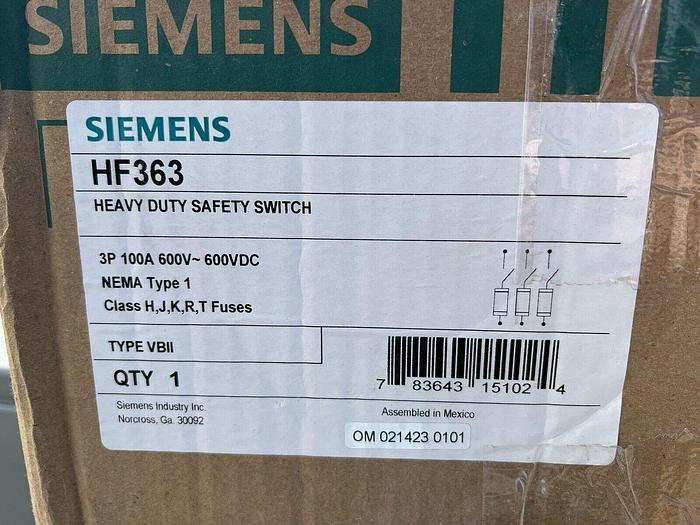 SIEMENS
SIEMENS
HF363
HEAVY DUTY SAFETY SWITCH
3P 100A 600V~ 600VDC
NEMA Type 1
Class H,J,K,R,T Fuses
TYPE VBII
QTY 1
7 83643 15102 4
Siemens Industry Inc.
Norcross, Ga. 30092
Assembled in Mexico
OM 021423 0101